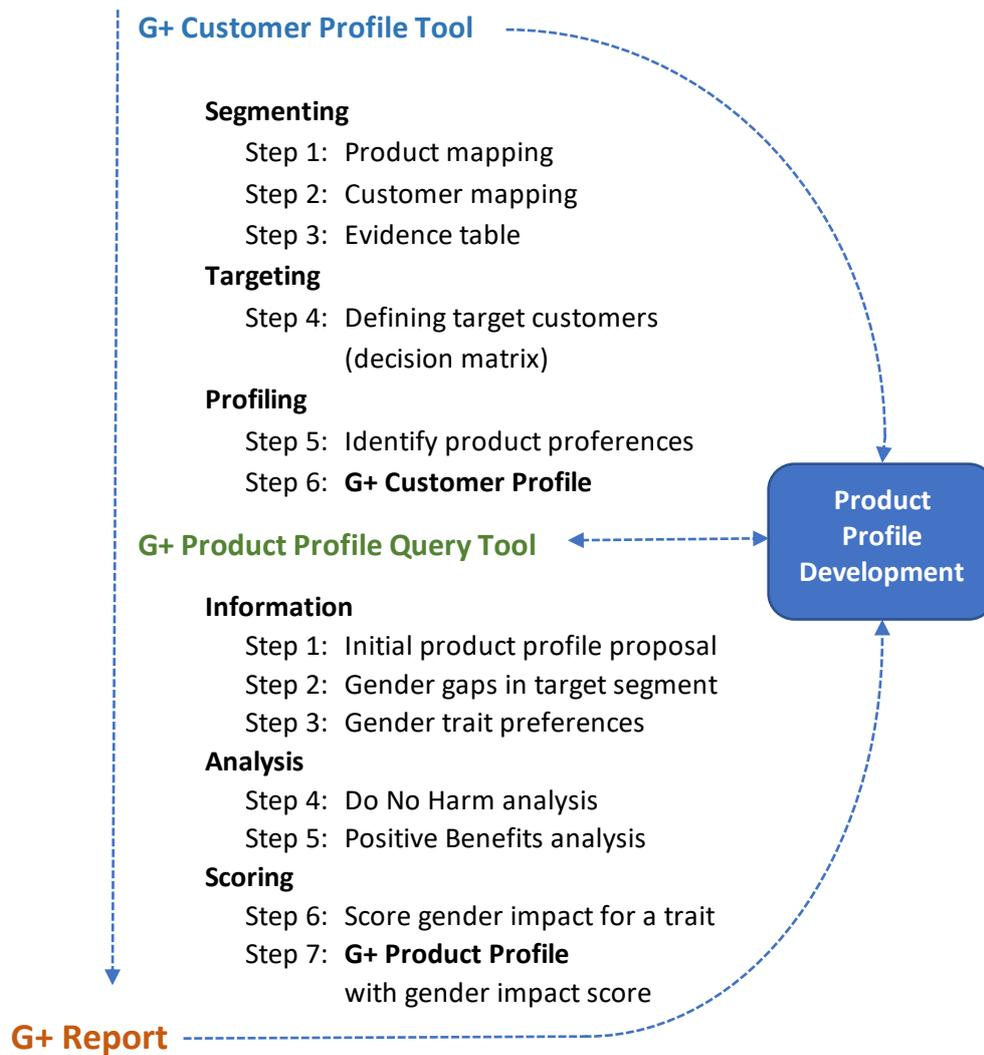 G+ Customer Profile Tool
Segmenting
Step 1: Product mapping
Step 2: Customer mapping
Step 3: Evidence table
Targeting
Step 4: Defining target customers
(decision matrix)
Profiling
Step 5: Identify product proferences
Step 6: G+ Customer Profile
Product
Profile
Development
G+ Product Profile Query Tool
Information
Step 1: Initial product profile proposal
Step 2: Gender gaps in target segment
Step 3: Gender trait preferences
Analysis
Step 4: Do No Harm analysis
Step 5: Positive Benefits analysis
Scoring
Step 6: Score gender impact for a trait
Step 7: G+ Product Profile
with gender impact score
G+ Report